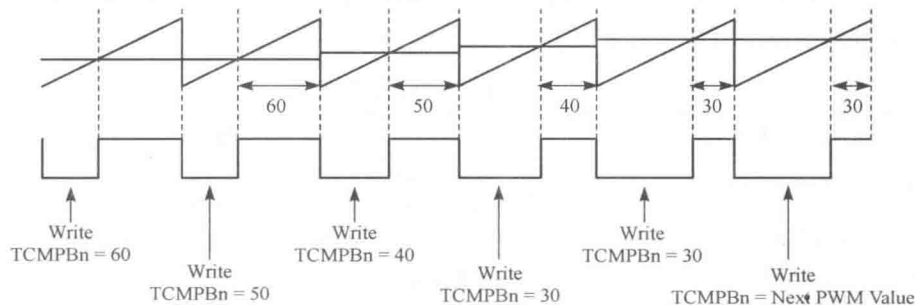 60
50
40
30
30
Write
TCMPBn = 60
Write
TCMPBn = 50
Write
TCMPBn = 40
Write
TCMPBn = 30
Write
TCMPBn = 30
Write
TCMPBn = Next PWM Value